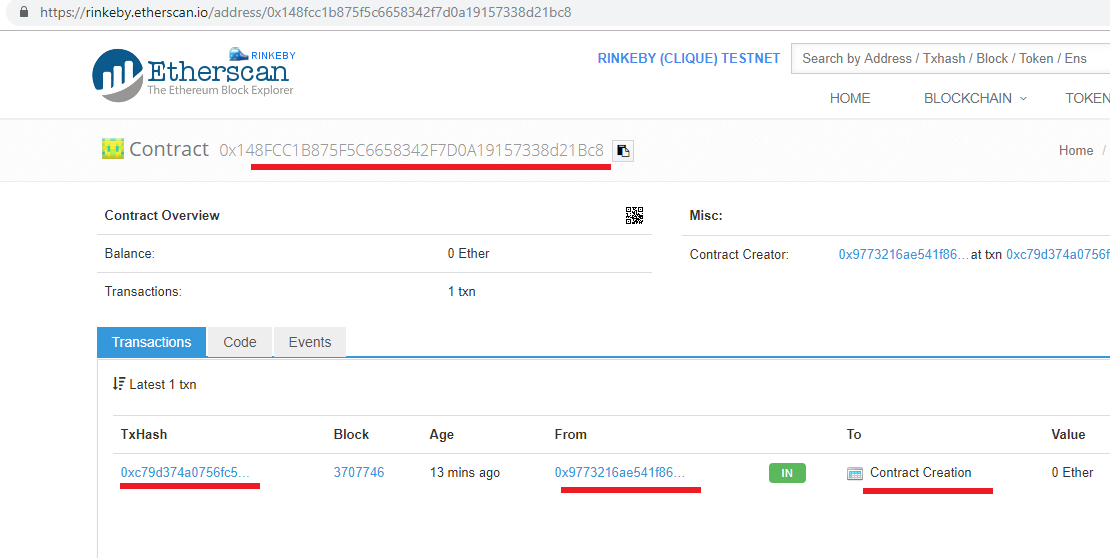 https://rinkeby.etherscan.io/address/0x148fcc1b875f5c6658342f7d0a19157338d21bc8
RINKEBY
Etherscan
The Ethereum Block Explorer
RINKEBY (CLIQUE) TESTNET
Search by Address / Txhash / Block / Token / Ens
HOME BLOCKCHAIN TOKEN
Contract 0x148FCC1B875F5C6658342F7D0A19157338d21Bc8
Home /
Contract Overview
Misc:
Balance: 0 Ether
Contract Creator: 0x9773216ae541f86... at txn 0xc79d374a0756f
Transactions: 1 txn
Transactions Code Events
Latest 1 txn
TxHash Block Age From To Value
0xc79d374a0756fc5... 3707746 13 mins ago 0x9773216ae541f86... IN Contract Creation 0 Ether